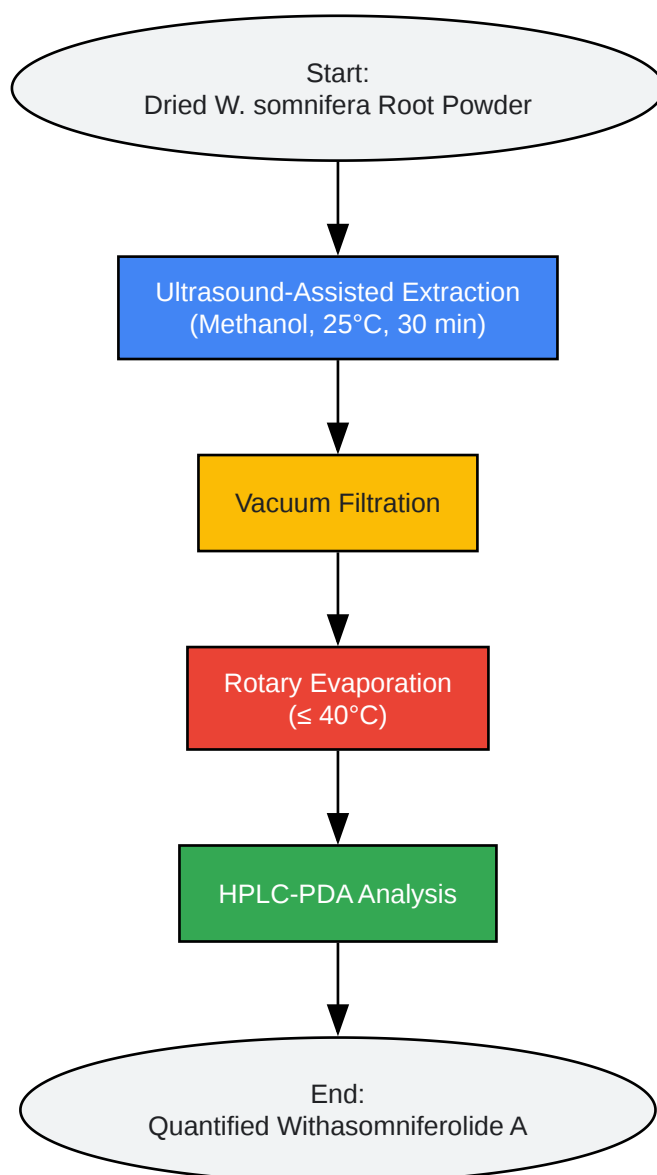 Start:
Dried W. somnifera Root Powder
Ultrasound-Assisted Extraction
(Methanol, 25°C, 30 min)
Vacuum Filtration
Rotary Evaporation
(≤ 40°C)
HPLC-PDA Analysis
End:
Quantified Withasomniferolide A